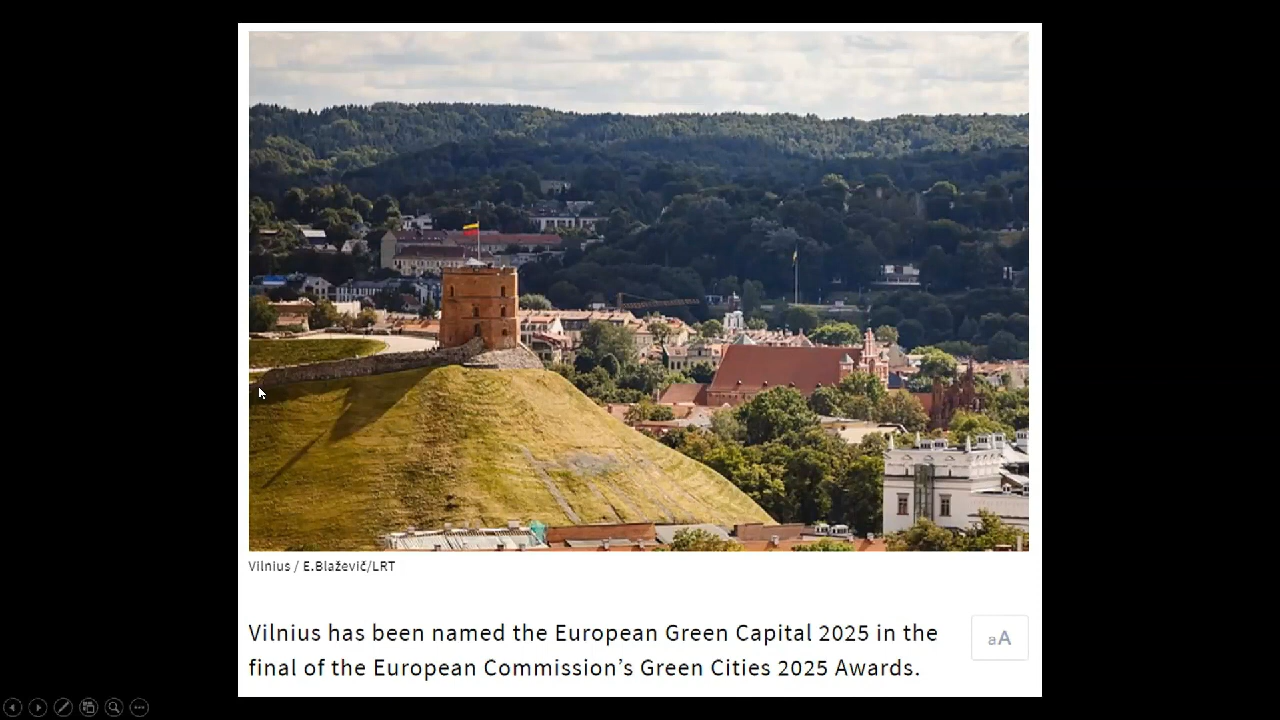 Vilnius / E.Blaževič/LRT
Vilnius has been named the European Green Capital 2025 in the
final of the European Commission’s Green Cities 2025 Awards.
aA